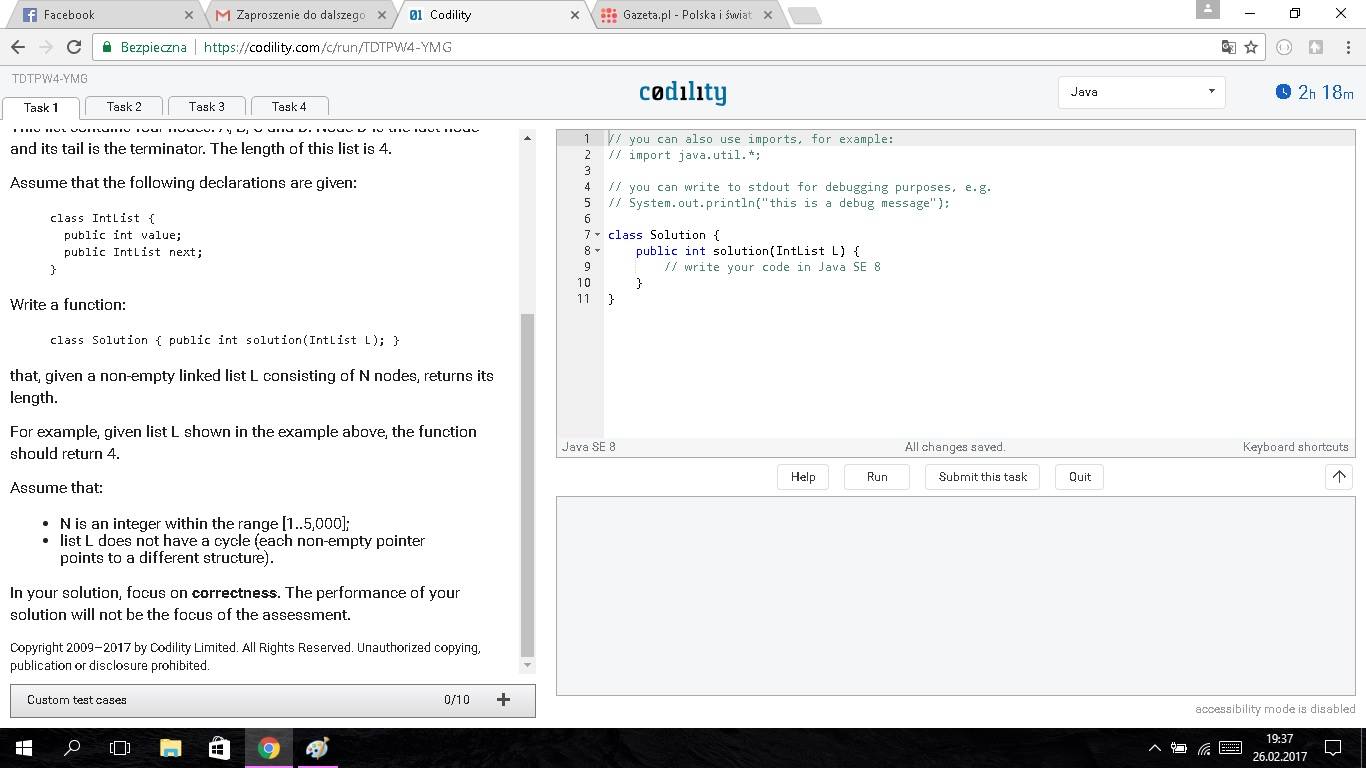 Facebook
Zaproszenie do dalszego
Codility
Gazeta.pl - Polska i świat
Bezpieczna
https://codility.com/c/run/TDTPW4-YMG
TDTPW4-YMG
Task 1
Task 2
Task 3
Task 4
codility
Java
2h 18m
This list contains four nodes: A, B, C and D. Node D is the last node
and its tail is the terminator. The length of this list is 4.
Assume that the following declarations are given:
class IntList {
public int value;
public IntList next;
}
Write a function:
class Solution { public int solution(IntList L); }
that, given a non-empty linked list L consisting of N nodes, returns its
length.
For example, given list L shown in the example above, the function
should return 4.
Assume that:
• N is an integer within the range [1..5,000];
• list L does not have a cycle (each non-empty pointer
points to a different structure).
In your solution, focus on correctness. The performance of your
solution will not be the focus of the assessment.
Copyright 2009–2017 by Codility Limited. All Rights Reserved. Unauthorized copying,
publication or disclosure prohibited.
Custom test cases
0/10
1 // you can also use imports, for example:
2 // import java.util.*;
3
4 // you can write to stdout for debugging purposes, e.g.
5 // System.out.println("this is a debug message");
6
7 class Solution {
8 public int solution(IntList L) {
9 // write your code in Java SE 8
10 }
11 }
Java SE 8
All changes saved.
Keyboard shortcuts
Help
Run
Submit this task
Quit
accessibility mode is disabled
19:37
26.02.2017